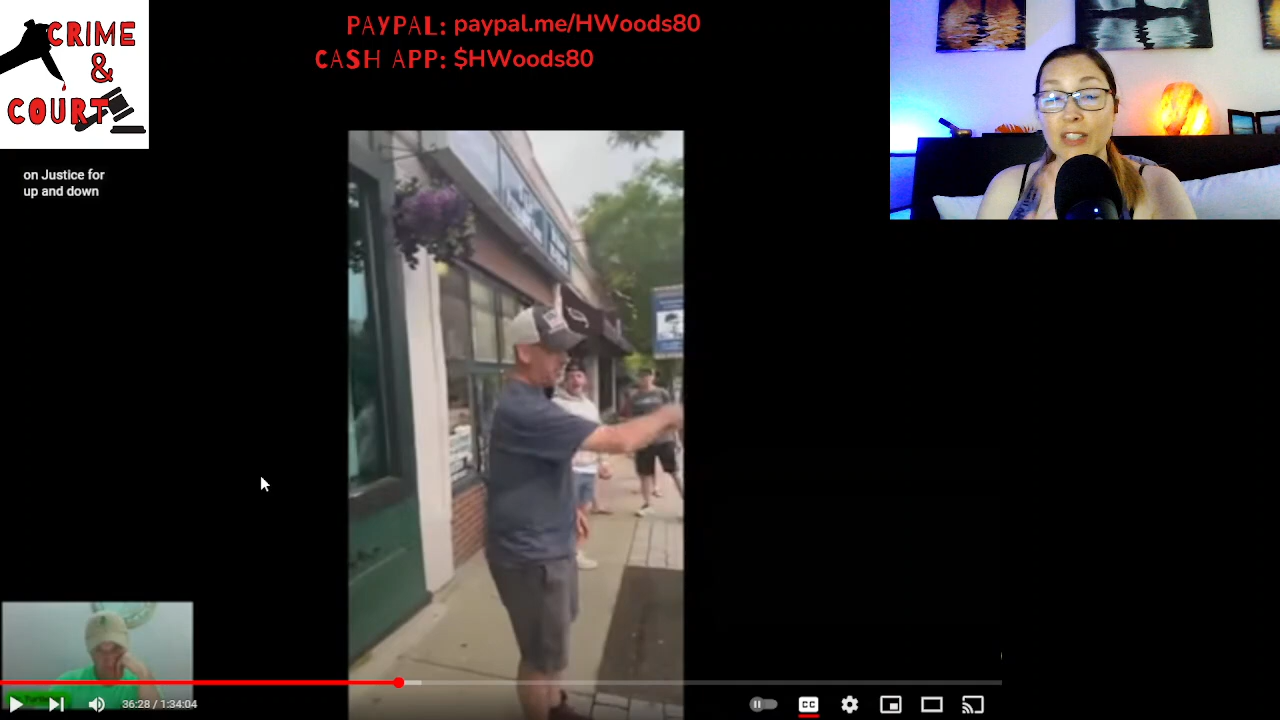 CRIME
&
COURT
PAYPAL: paypal.me/HWoods80
CASH APP: $HWoods80
on Justice for
up and down
36:28 / 1:34:04
CC